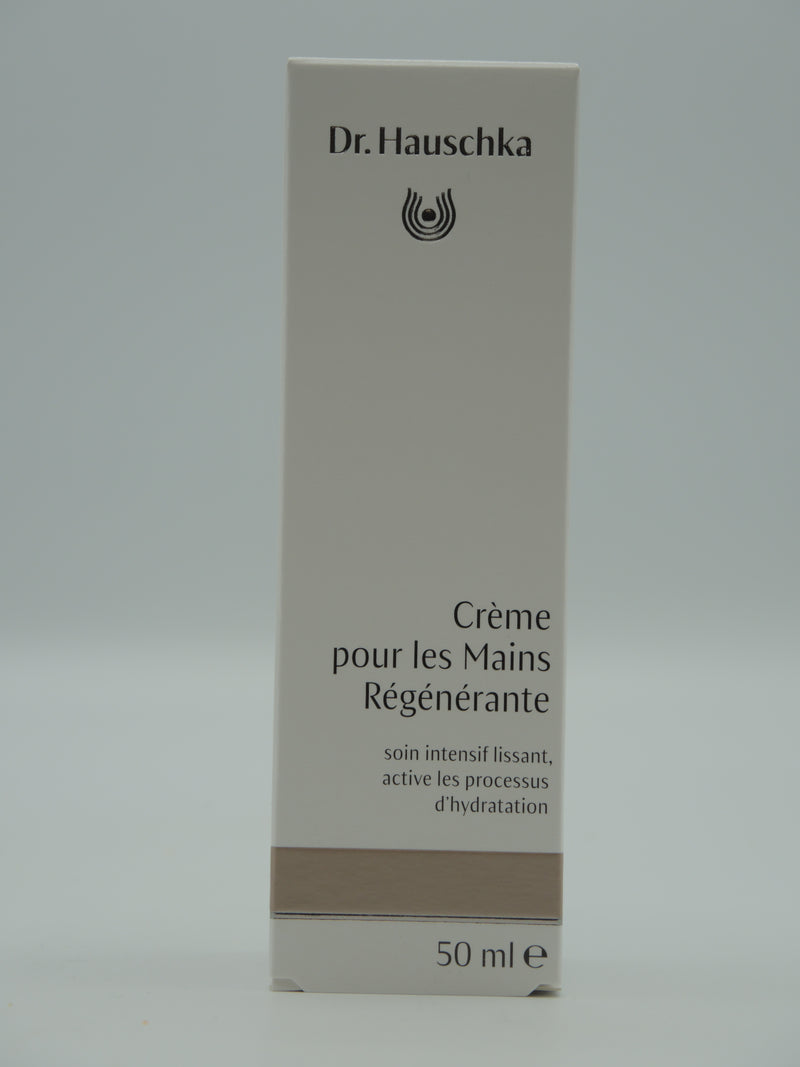 Dr. Hauschka
Crème
pour les Mains
Régénérante
soin intensif lissant,
active les processus
d'hydratation
50 ml ℮